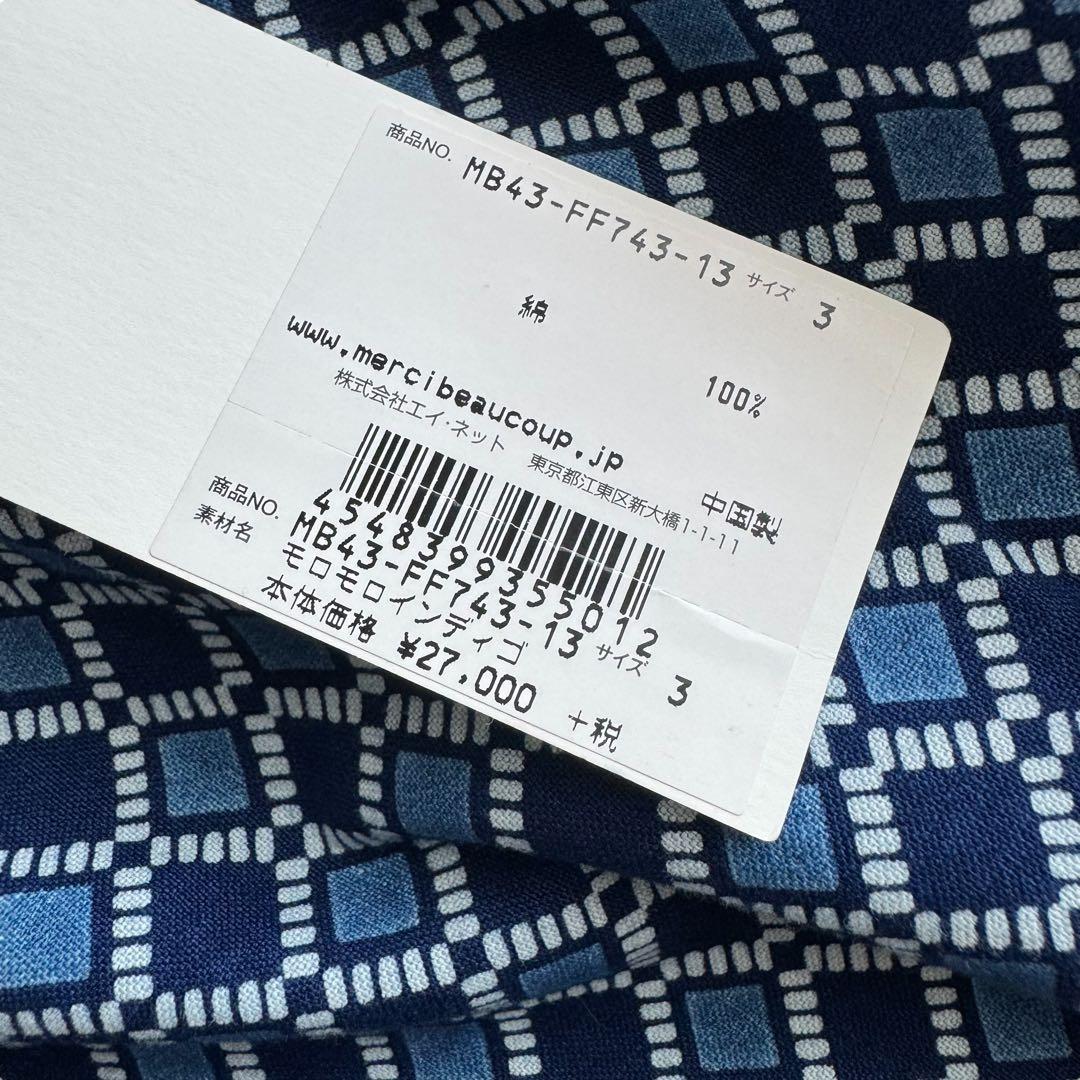 商品NO. MB43-FF743-13 サイズ 3
綿 100%
www.mercibeaucoup.jp 中国製
株式会社エイ・ネット 東京都江東区新大橋1-1-11
4548399355012
商品NO. MB43-FF743-13 サイズ 3
素材名 モロモロインディゴ
本体価格 ¥27,000 +税